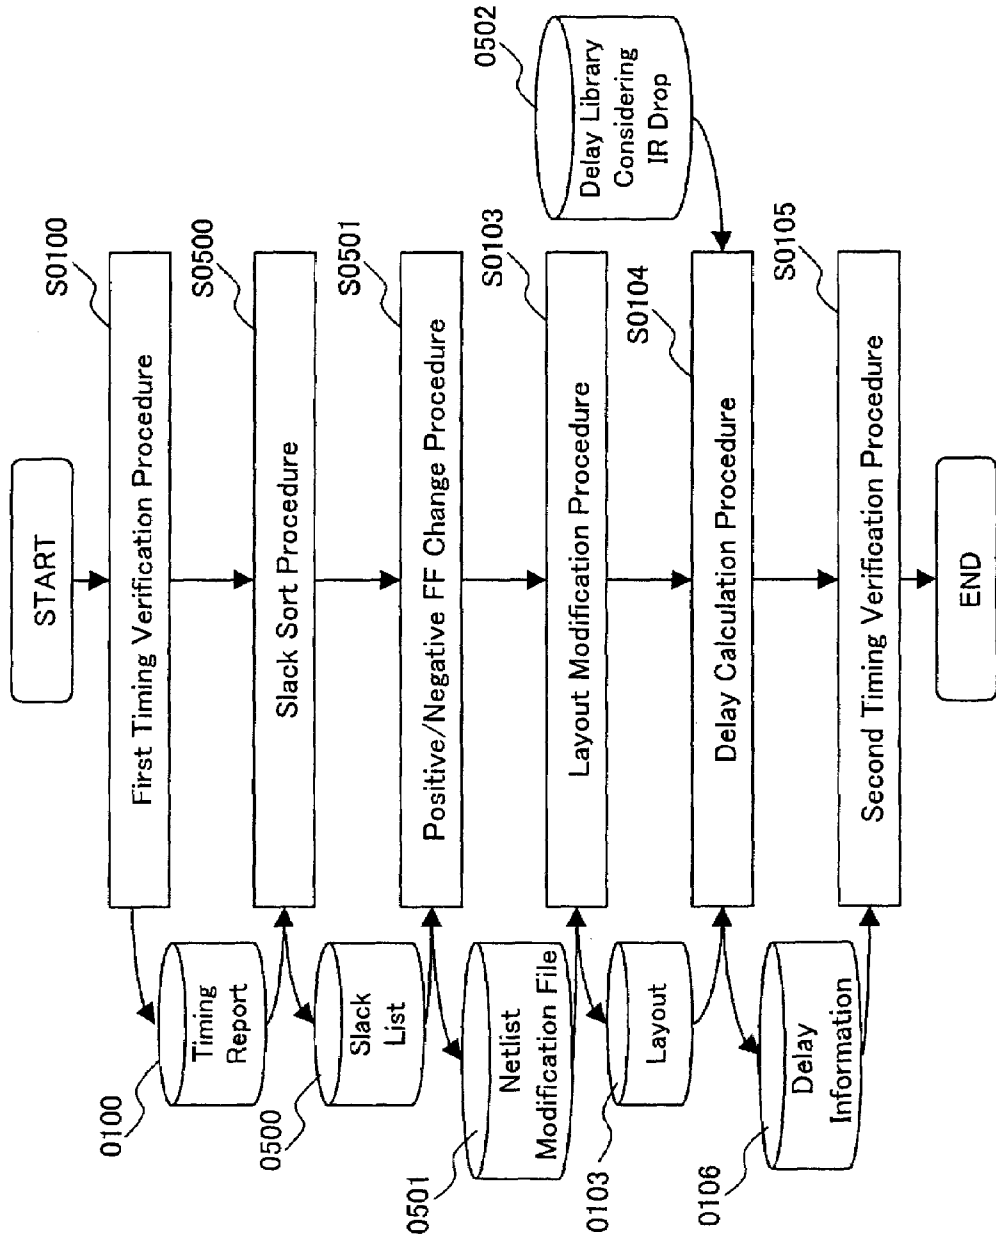 START
S0100
First Timing Verification Procedure
0100
Timing
Report
S0500
Slack Sort Procedure
0500
Slack
List
S0501
Positive/Negative FF Change Procedure
0501
Netlist
Modification File
S0103
Layout Modification Procedure
0103
Layout
0502
Delay Library
Considering
IR Drop
S0104
Delay Calculation Procedure
0106
Delay
Information
S0105
Second Timing Verification Procedure
END